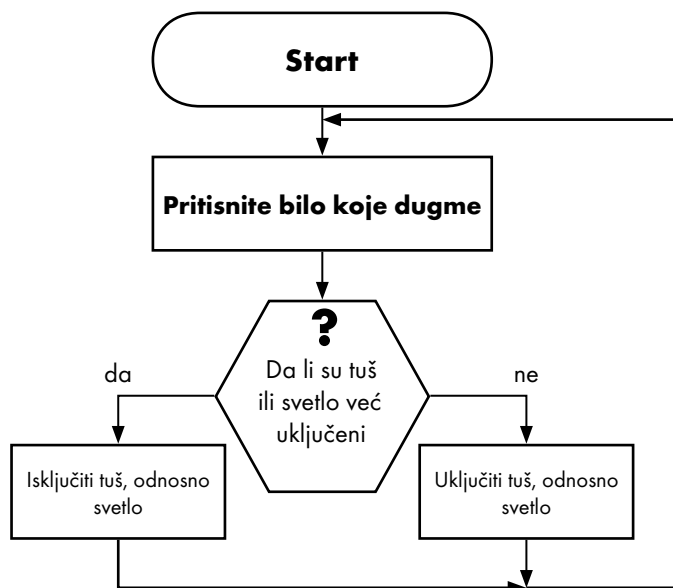 Start
Pritisnite bilo koje dugme
?
Da li su tuš
ili svetlo već
uključeni
da
ne
Isključiti tuš, odnosno
svetlo
Uključiti tuš, odnosno
svetlo